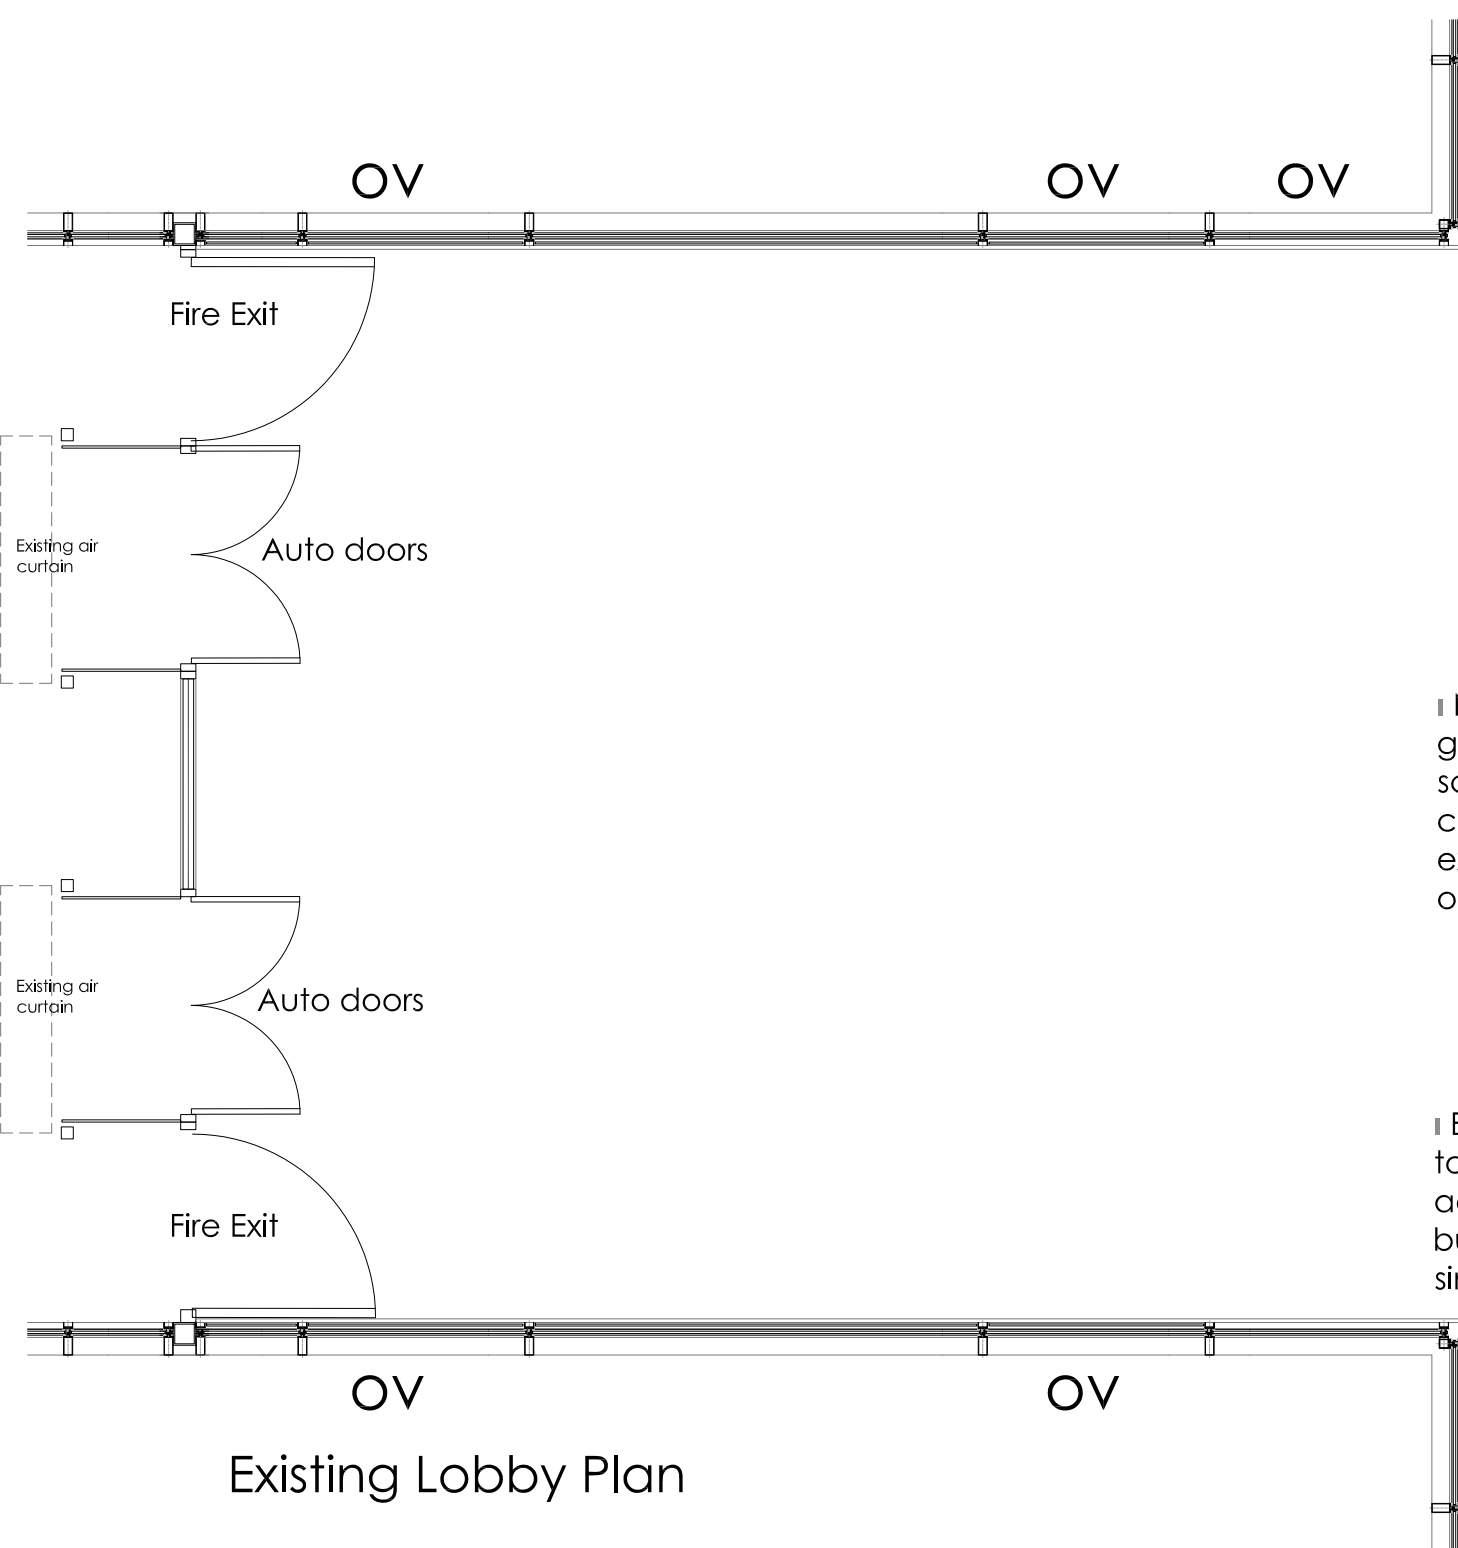 OV
OV
OV
Fire Exit
Existing air
curtain
Auto doors
Existing air
curtain
Auto doors
Fire Exit
OV
OV
Existing Lobby Plan